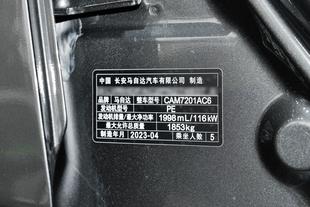 中国 长安马自达汽车有限公司 制造
品牌 马自达 整车型号 CAM7201AC6
发动机型号 PE
发动机排量/最大净功率 1998mL/116kW
最大允许总质量 1853kg
制造年月 2023-04 乘坐人数 5